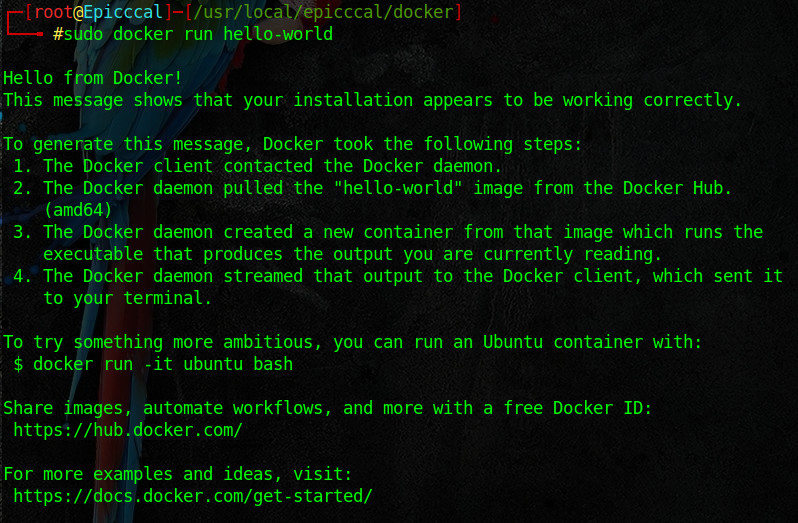 ┌─[root@Epicccal]─[/usr/local/epicccal/docker]
└──╼ #sudo docker run hello-world
Hello from Docker!
This message shows that your installation appears to be working correctly.
To generate this message, Docker took the following steps:
1. The Docker client contacted the Docker daemon.
2. The Docker daemon pulled the "hello-world" image from the Docker Hub.
(amd64)
3. The Docker daemon created a new container from that image which runs the
executable that produces the output you are currently reading.
4. The Docker daemon streamed that output to the Docker client, which sent it
to your terminal.
To try something more ambitious, you can run an Ubuntu container with:
$ docker run -it ubuntu bash
Share images, automate workflows, and more with a free Docker ID:
https://hub.docker.com/
For more examples and ideas, visit:
https://docs.docker.com/get-started/